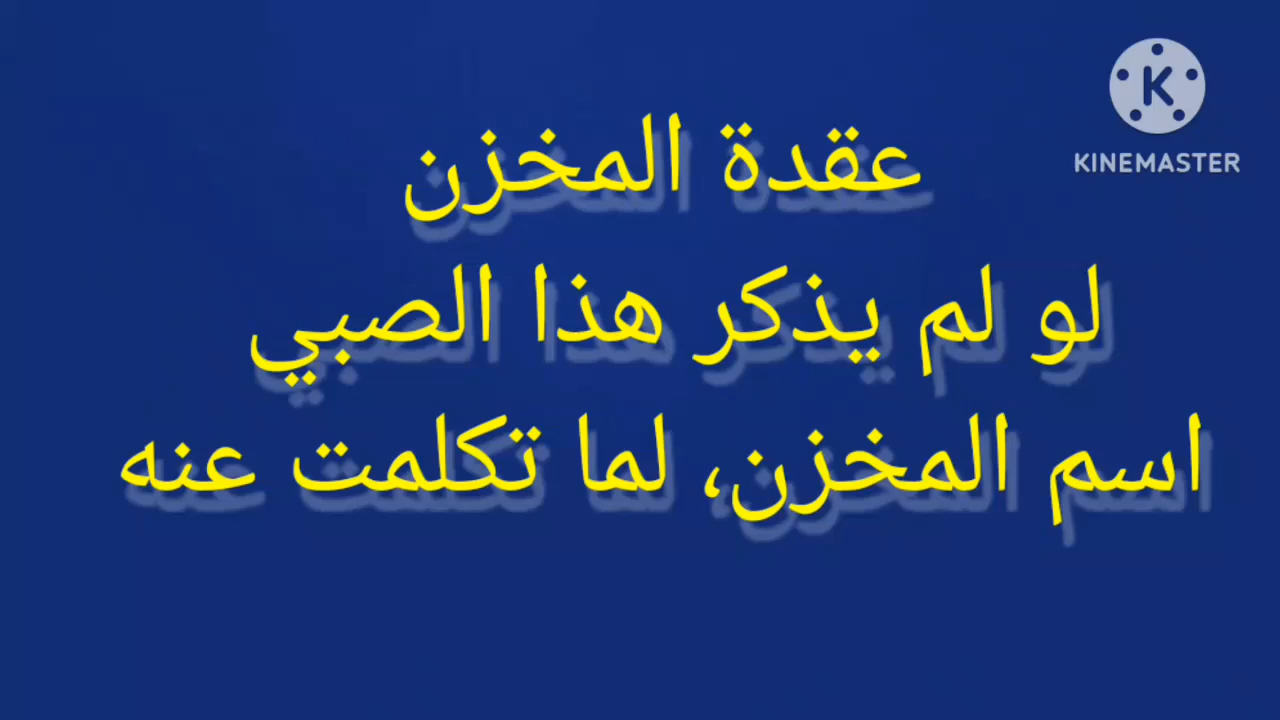 عقدة المخزن
لو لم يذكر هذا الصبي
اسم المخزن، لما تكلمت عنه
KINEMASTER